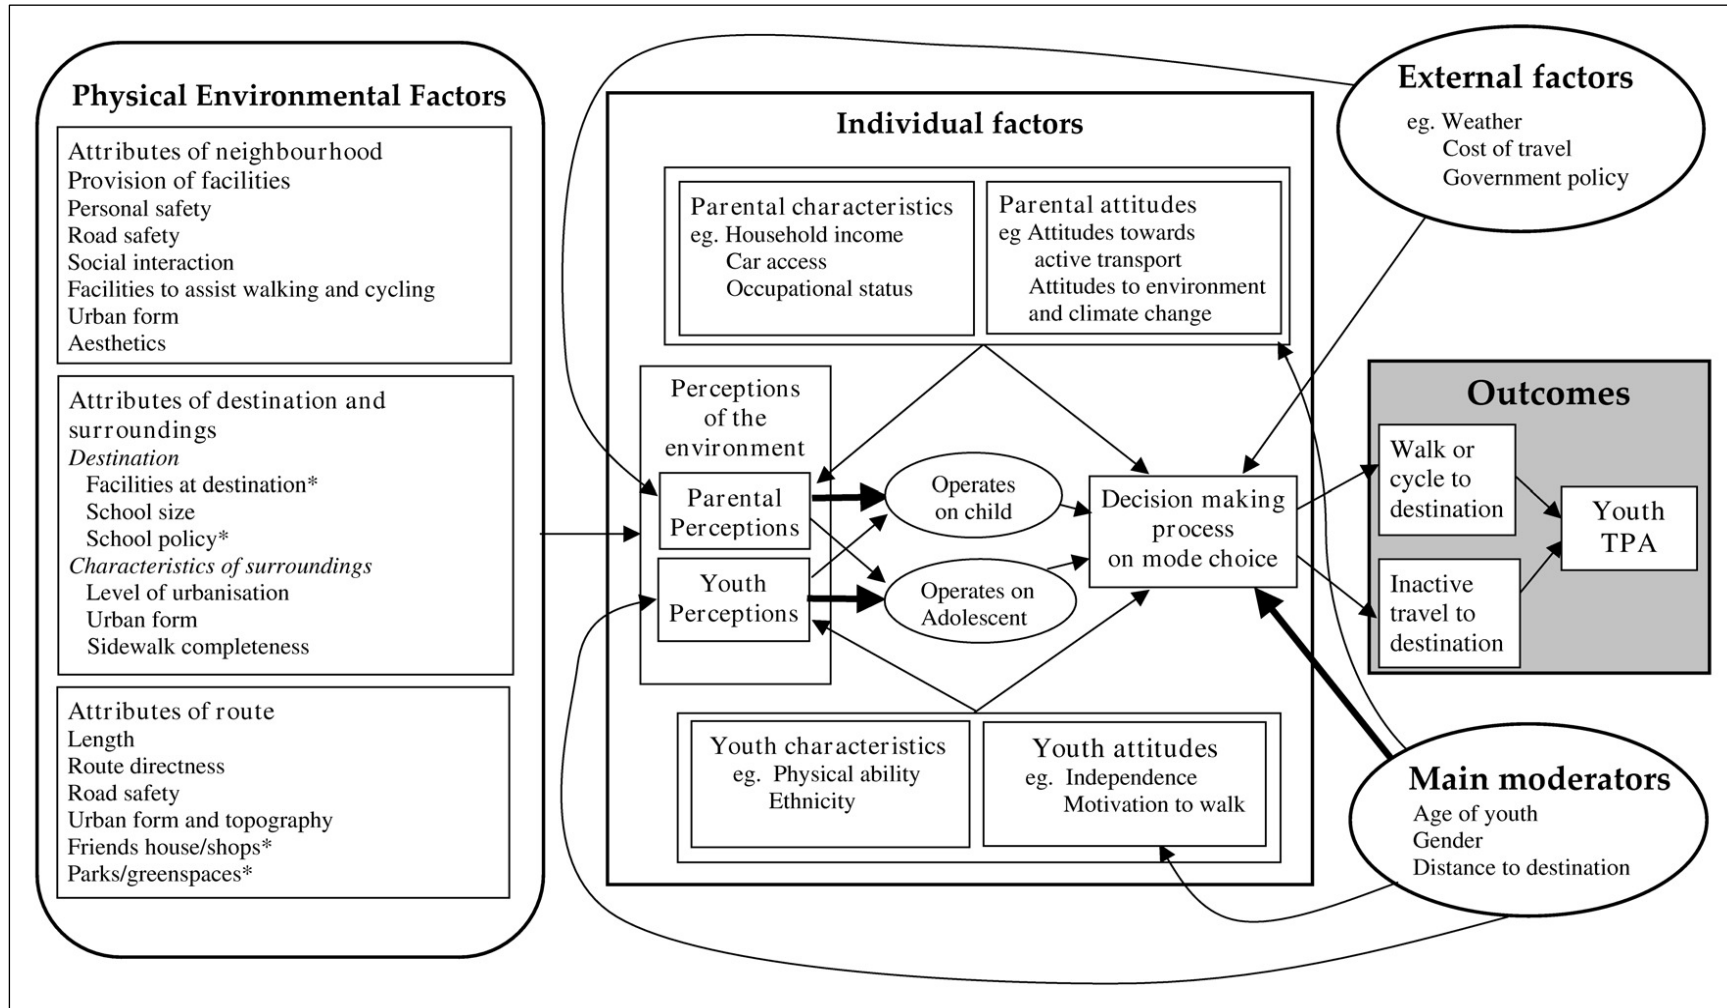 Physical Environmental Factors
Attributes of neighbourhood
Provision of facilities
Personal safety
Road safety
Social interaction
Facilities to assist walking and cycling
Urban form
Aesthetics
Attributes of destination and
surroundings
Destination
Facilities at destination*
School size
School policy*
Characteristics of surroundings
Level of urbanisation
Urban form
Sidewalk completeness
Attributes of route
Length
Route directness
Road safety
Urban form and topography
Friends house/shops*
Parks/greenspaces*
Individual factors
Parental characteristics
eg. Household income
Car access
Occupational status
Parental attitudes
eg Attitudes towards
active transport
Attitudes to environment
and climate change
Perceptions
of the
environment
Parental
Perceptions
Youth
Perceptions
Operates
on child
Operates on
Adolescent
Decision making
process
on mode choice
Youth characteristics
eg. Physical ability
Ethnicity
Youth attitudes
eg. Independence
Motivation to walk
External factors
eg. Weather
Cost of travel
Government policy
Outcomes
Walk or
cycle to
destination
Inactive
travel to
destination
Youth
TPA
Main moderators
Age of youth
Gender
Distance to destination